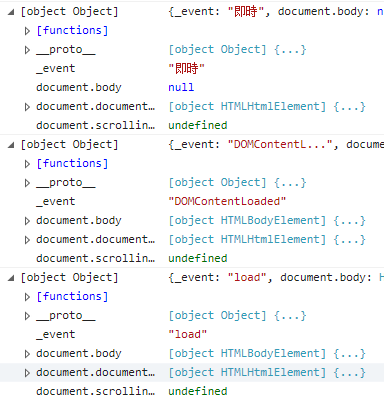 [object Object] {_event: "即時", document.body: n
[functions]
__proto__ [object Object] {...}
_event "即時"
document.body null
document.documen… [object HTMLHtmlElement] {...}
document.scrollin… undefined
[object Object] {_event: "DOMContentL...", docume
[functions]
__proto__ [object Object] {...}
_event "DOMContentLoaded"
document.body [object HTMLBodyElement] {...}
document.documen… [object HTMLHtmlElement] {...}
document.scrollin… undefined
[object Object] {_event: "load", document.body: H
[functions]
__proto__ [object Object] {...}
_event "load"
document.body [object HTMLBodyElement] {...}
document.documen… [object HTMLHtmlElement] {...}
document.scrollin… undefined